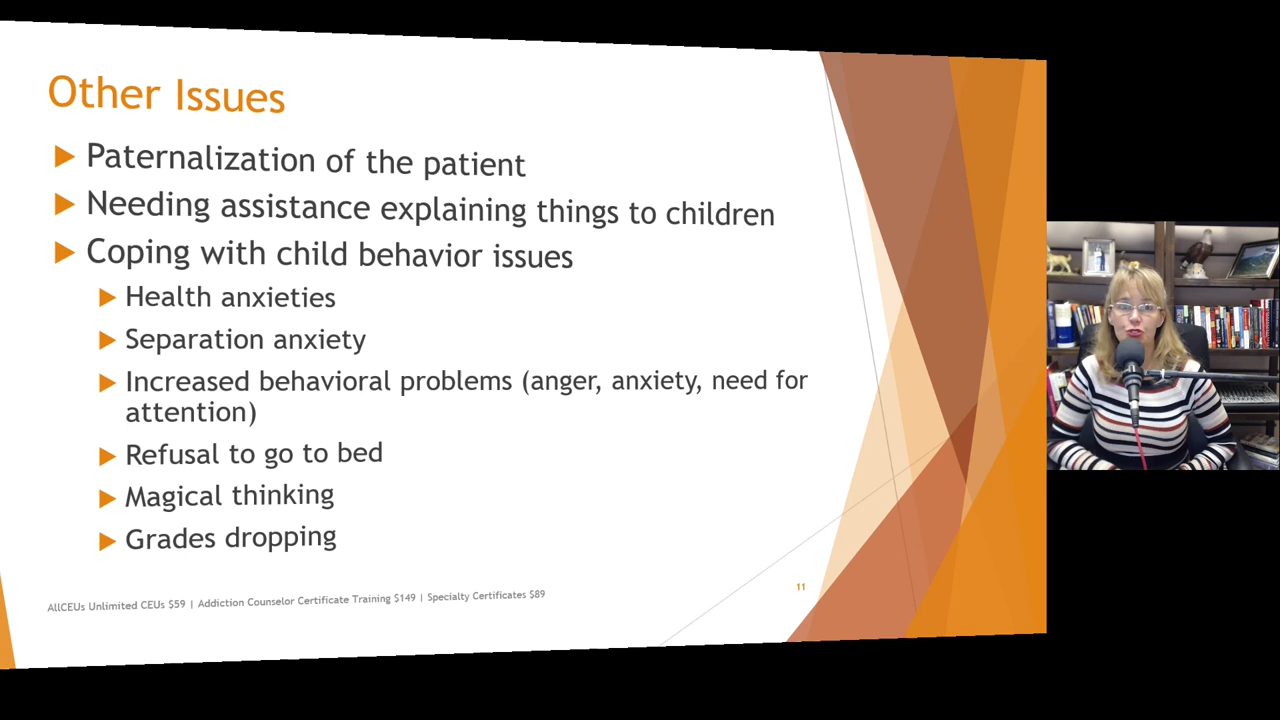 Other Issues
Paternalization of the patient
Needing assistance explaining things to children
Coping with child behavior issues
Health anxieties
Separation anxiety
Increased behavioral problems (anger, anxiety, need for
attention)
Refusal to go to bed
Magical thinking
Grades dropping
AllCEUs Unlimited CEUs $59 | Addiction Counselor Certificate Training $149 | Specialty Certificates $89
11